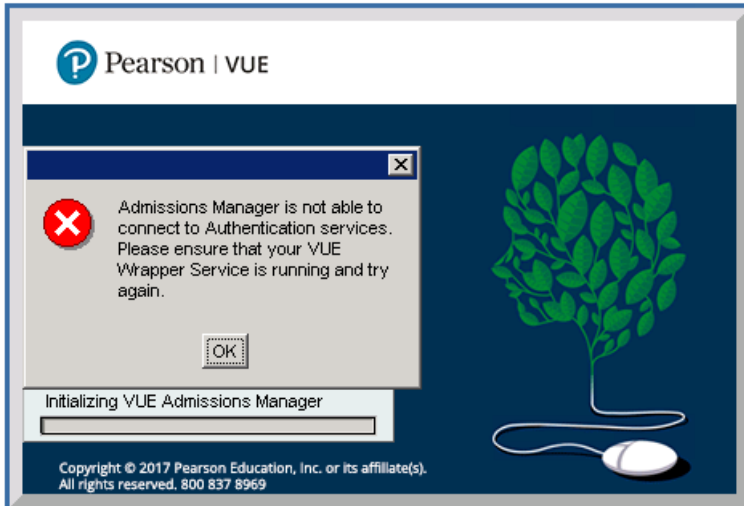 Pearson | VUE
Admissions Manager is not able to
connect to Authentication services.
Please ensure that your VUE
Wrapper Service is running and try
again.
OK
Initializing VUE Admissions Manager
Copyright © 2017 Pearson Education, Inc. or its affiliate(s).
All rights reserved. 800 837 8969